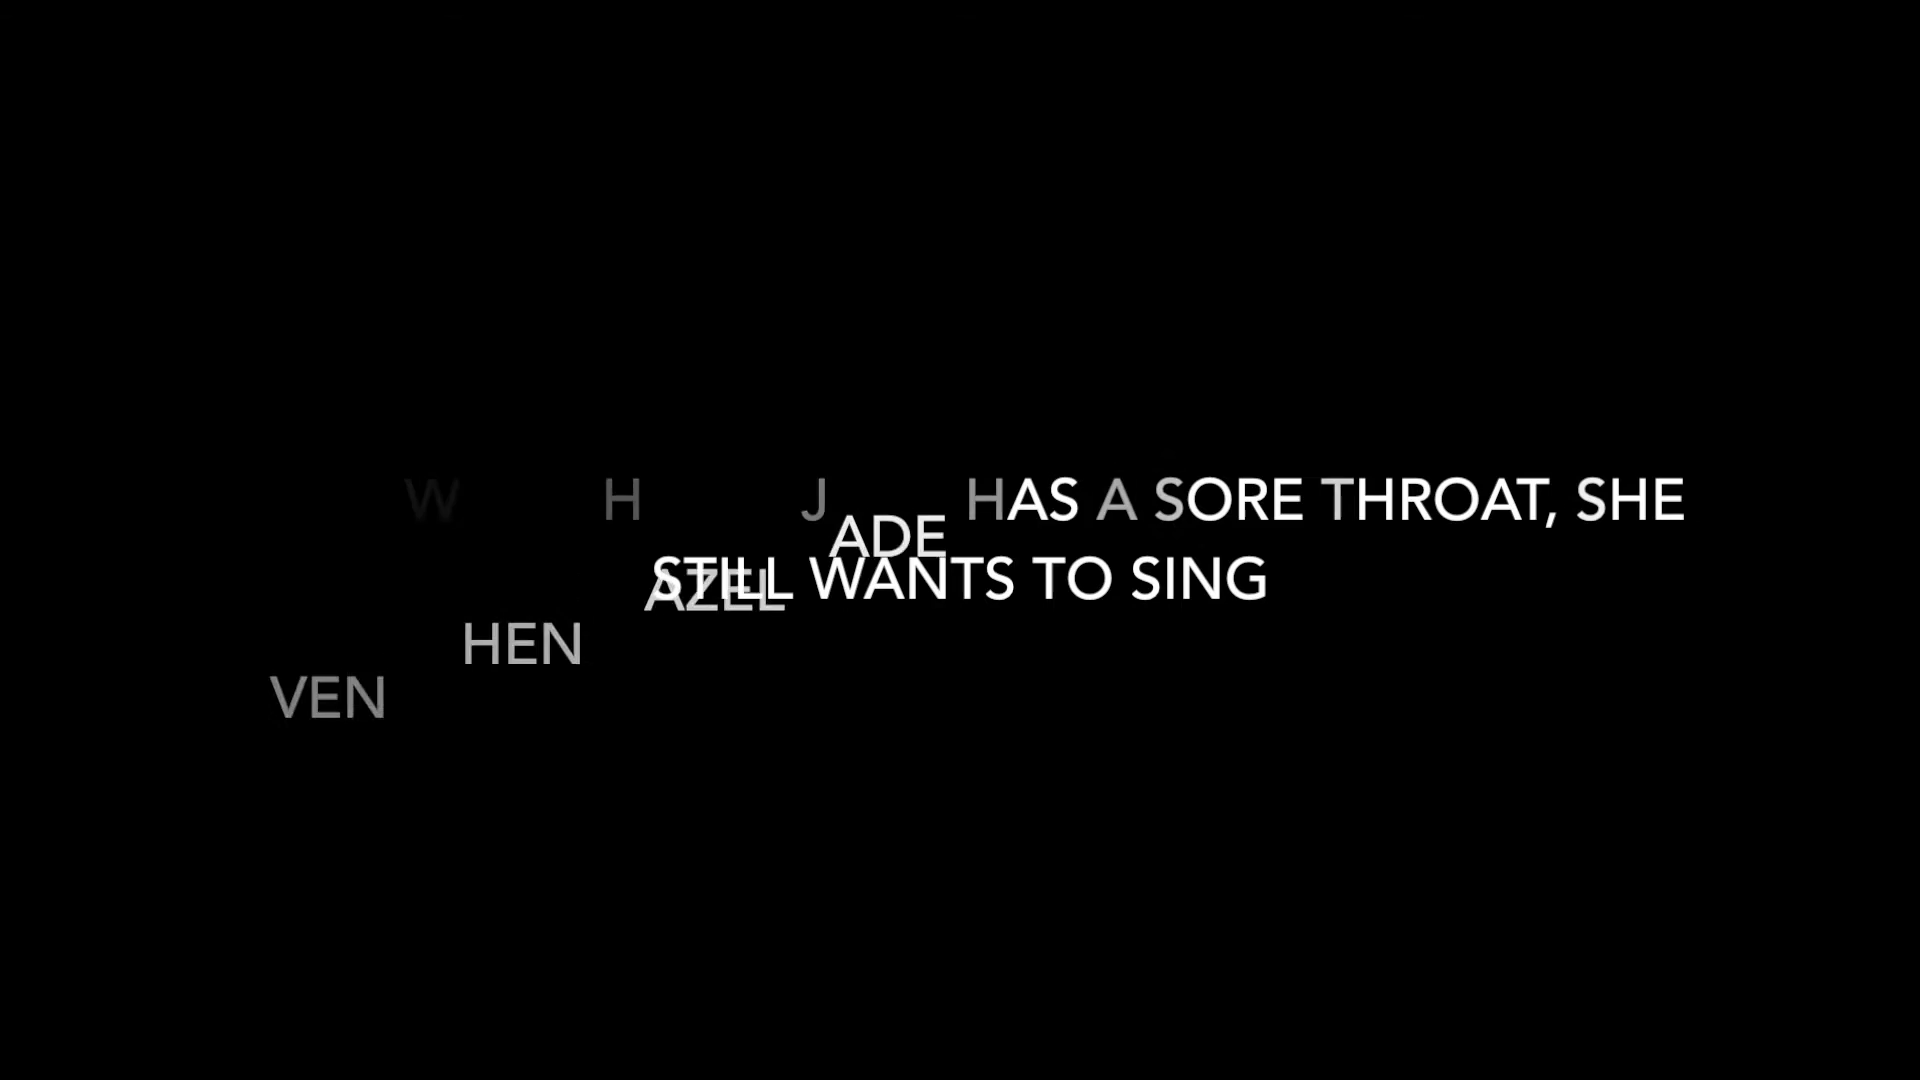 W H J HAS A SORE THROAT, SHE
ADE
STILL WANTS TO SING
AZEL
HEN
VEN